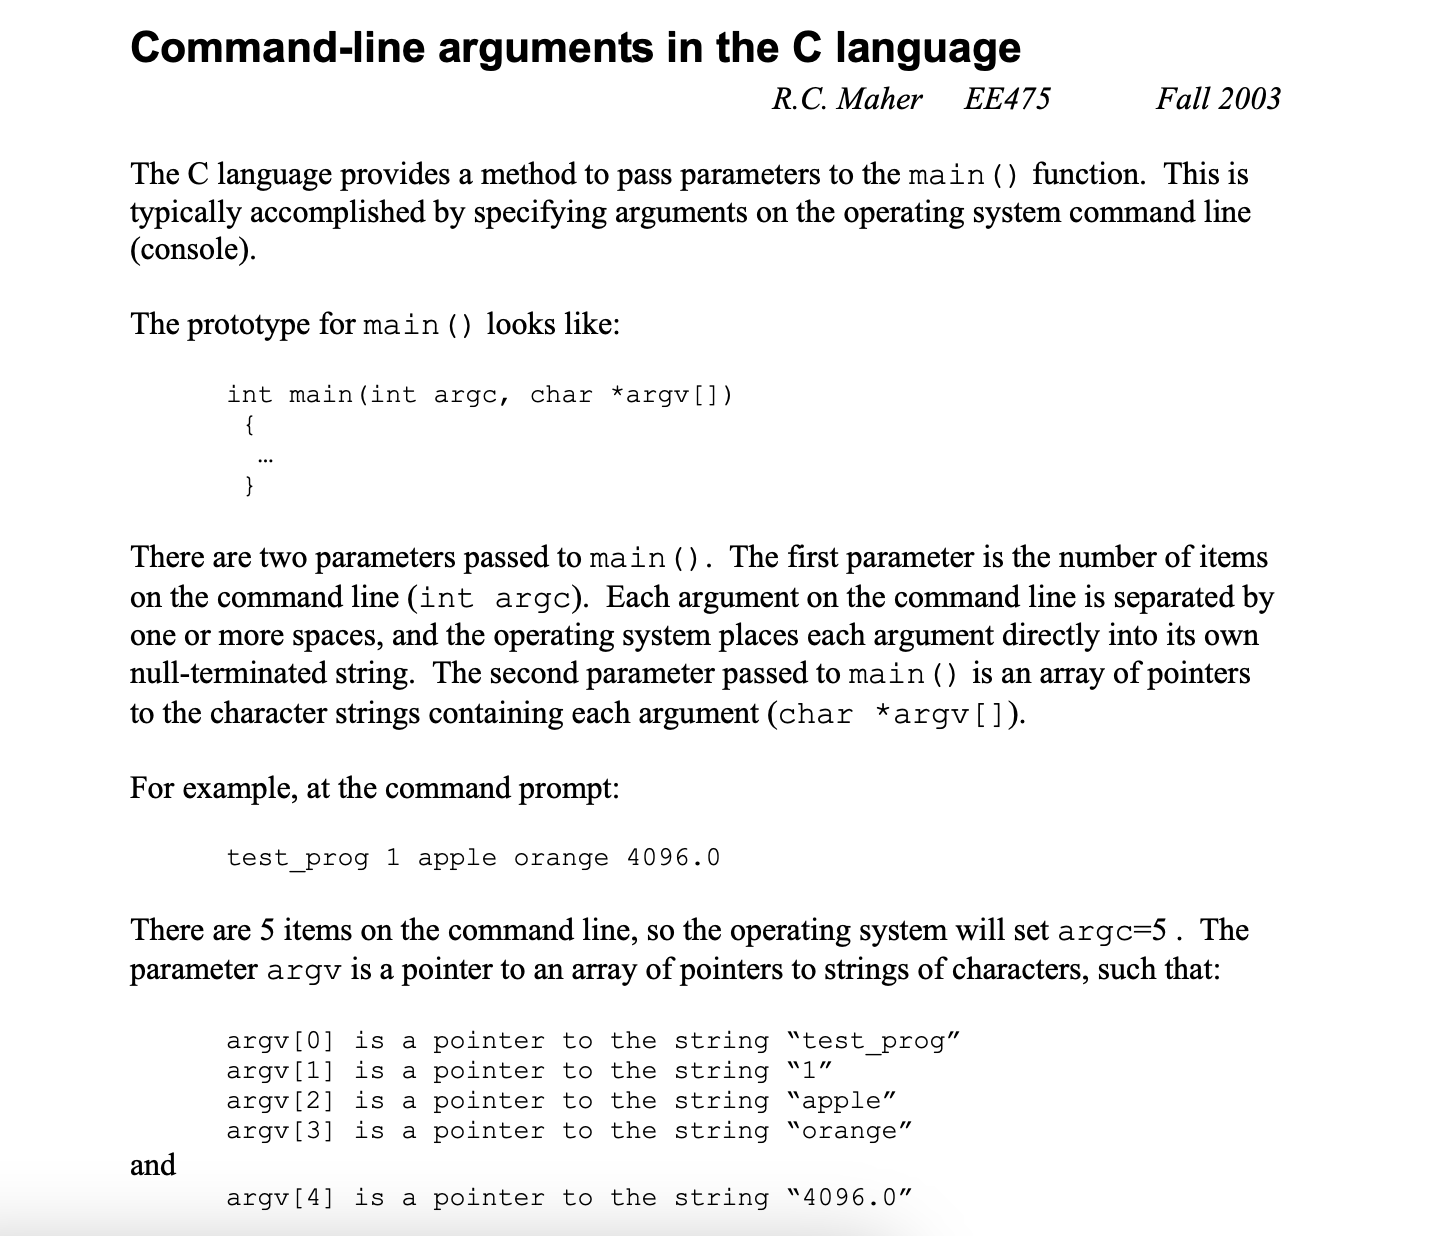 Command-line arguments in the C language
R.C. Maher EE475 Fall 2003
The C language provides a method to pass parameters to the main() function. This is
typically accomplished by specifying arguments on the operating system command line
(console).
The prototype for main() looks like:
int main(int argc, char *argv[])
{
…
}
There are two parameters passed to main(). The first parameter is the number of items
on the command line (int argc). Each argument on the command line is separated by
one or more spaces, and the operating system places each argument directly into its own
null-terminated string. The second parameter passed to main() is an array of pointers
to the character strings containing each argument (char *argv[]).
For example, at the command prompt:
test_prog 1 apple orange 4096.0
There are 5 items on the command line, so the operating system will set argc=5 . The
parameter argv is a pointer to an array of pointers to strings of characters, such that:
argv[0] is a pointer to the string “test_prog”
argv[1] is a pointer to the string “1”
argv[2] is a pointer to the string “apple”
argv[3] is a pointer to the string “orange”
and
argv[4] is a pointer to the string “4096.0”